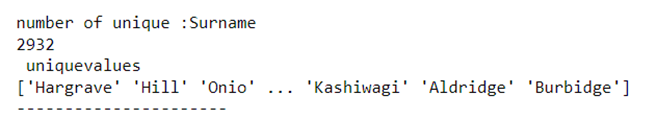 number of unique :Surname
2932
 uniquevalues
['Hargrave' 'Hill' 'Onio' ... 'Kashiwagi' 'Aldridge' 'Burbidge']
----------------------